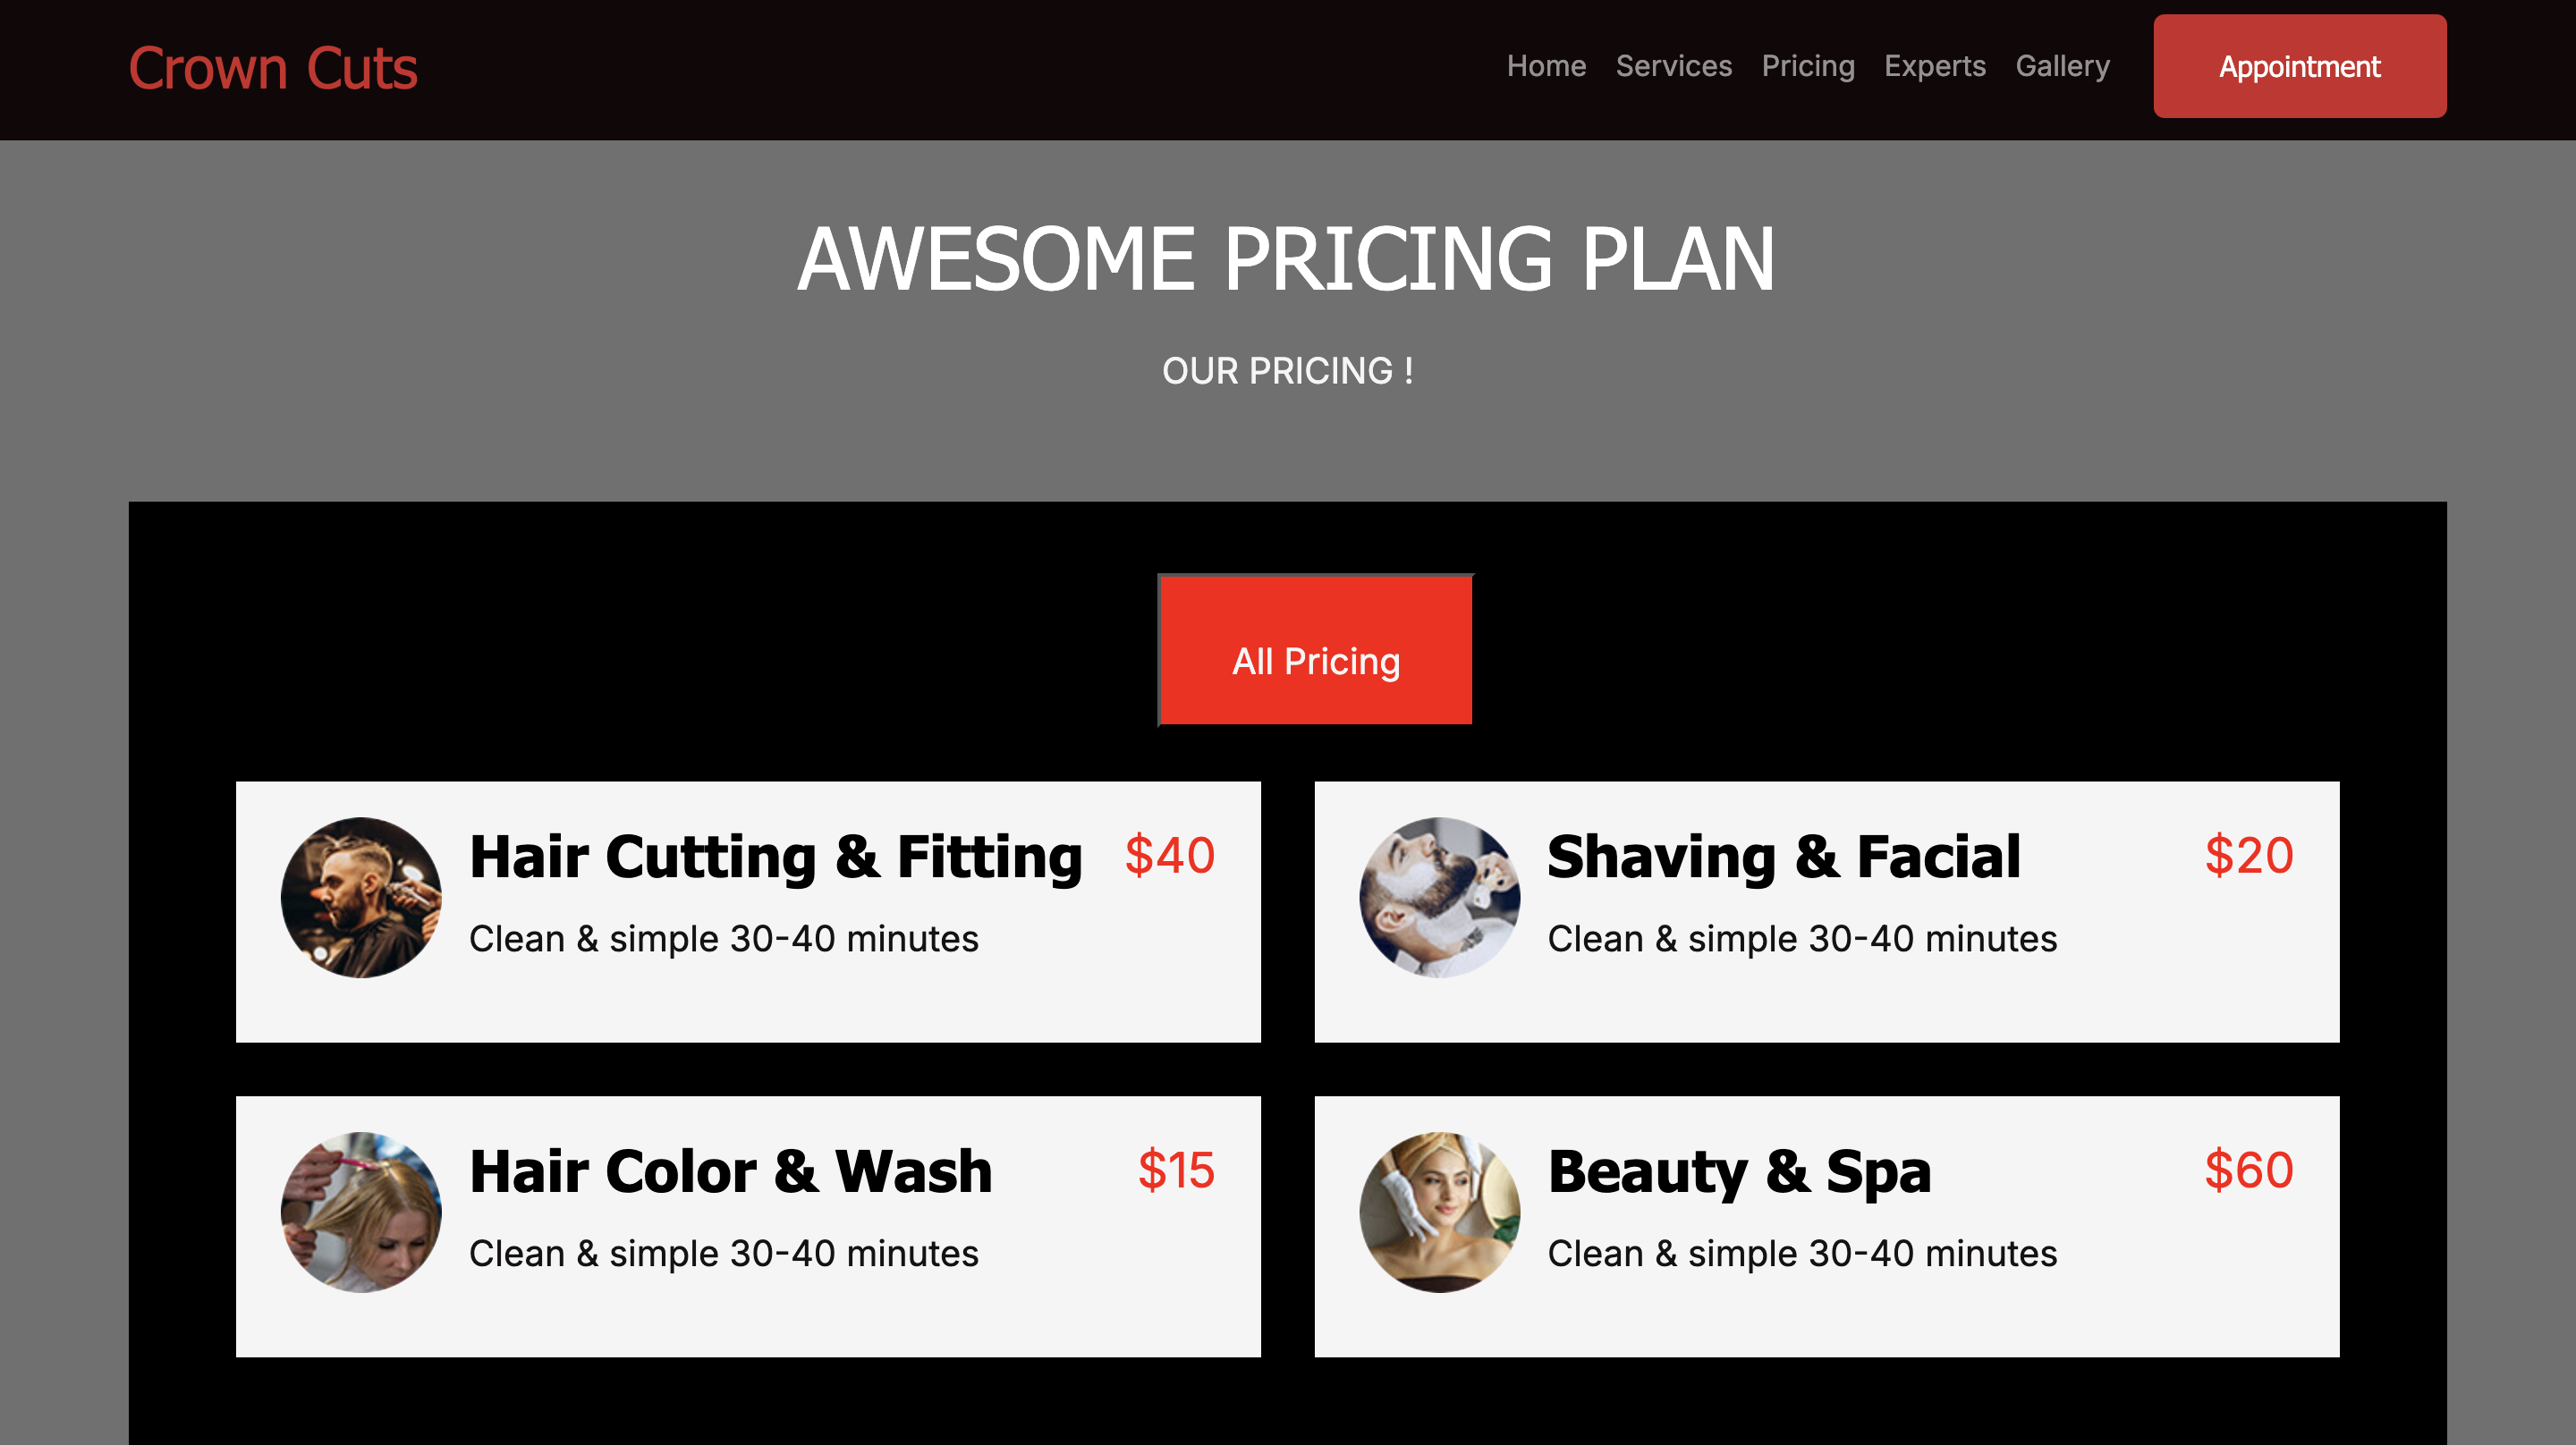 Crown Cuts
Home Services Pricing Experts Gallery Appointment
AWESOME PRICING PLAN
OUR PRICING !
All Pricing
Hair Cutting & Fitting $40
Clean & simple 30-40 minutes
Shaving & Facial $20
Clean & simple 30-40 minutes
Hair Color & Wash $15
Clean & simple 30-40 minutes
Beauty & Spa $60
Clean & simple 30-40 minutes